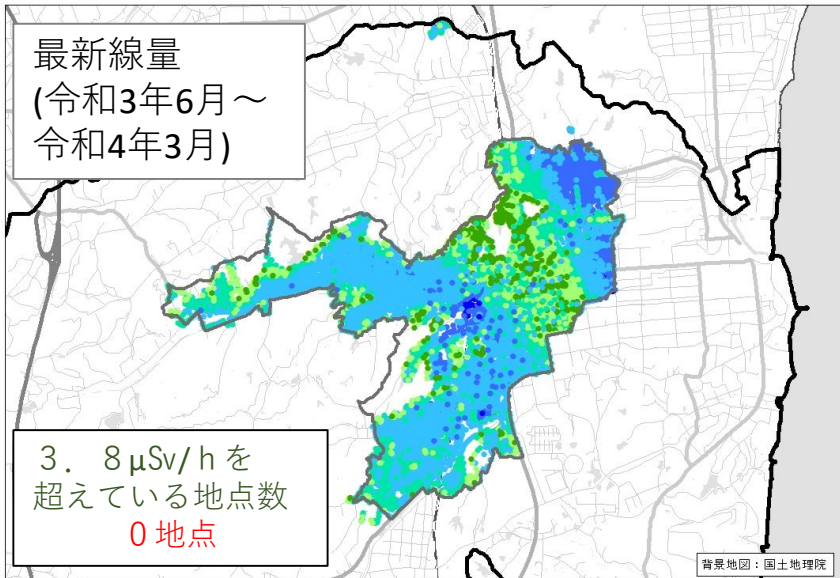 最新線量
(令和3年6月～
令和4年3月)
３．８μSv/ｈを
超えている地点数
０地点
背景地図：国土地理院